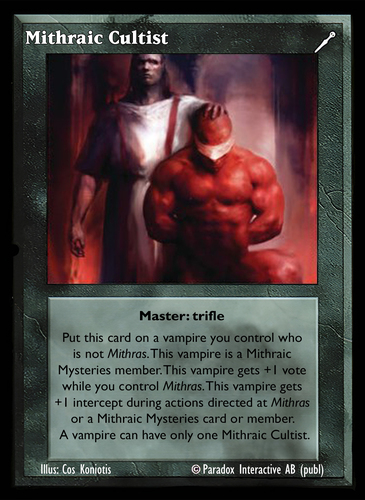 Mithraic Cultist
Master: trifle
Put this card on a vampire you control who
is not Mithras. This vampire is a Mithraic
Mysteries member. This vampire gets +1 vote
while you control Mithras. This vampire gets
+1 intercept during actions directed at Mithras
or a Mithraic Mysteries card or member.
A vampire can have only one Mithraic Cultist.
Illus: Cos Koniotis © Paradox Interactive AB (publ)